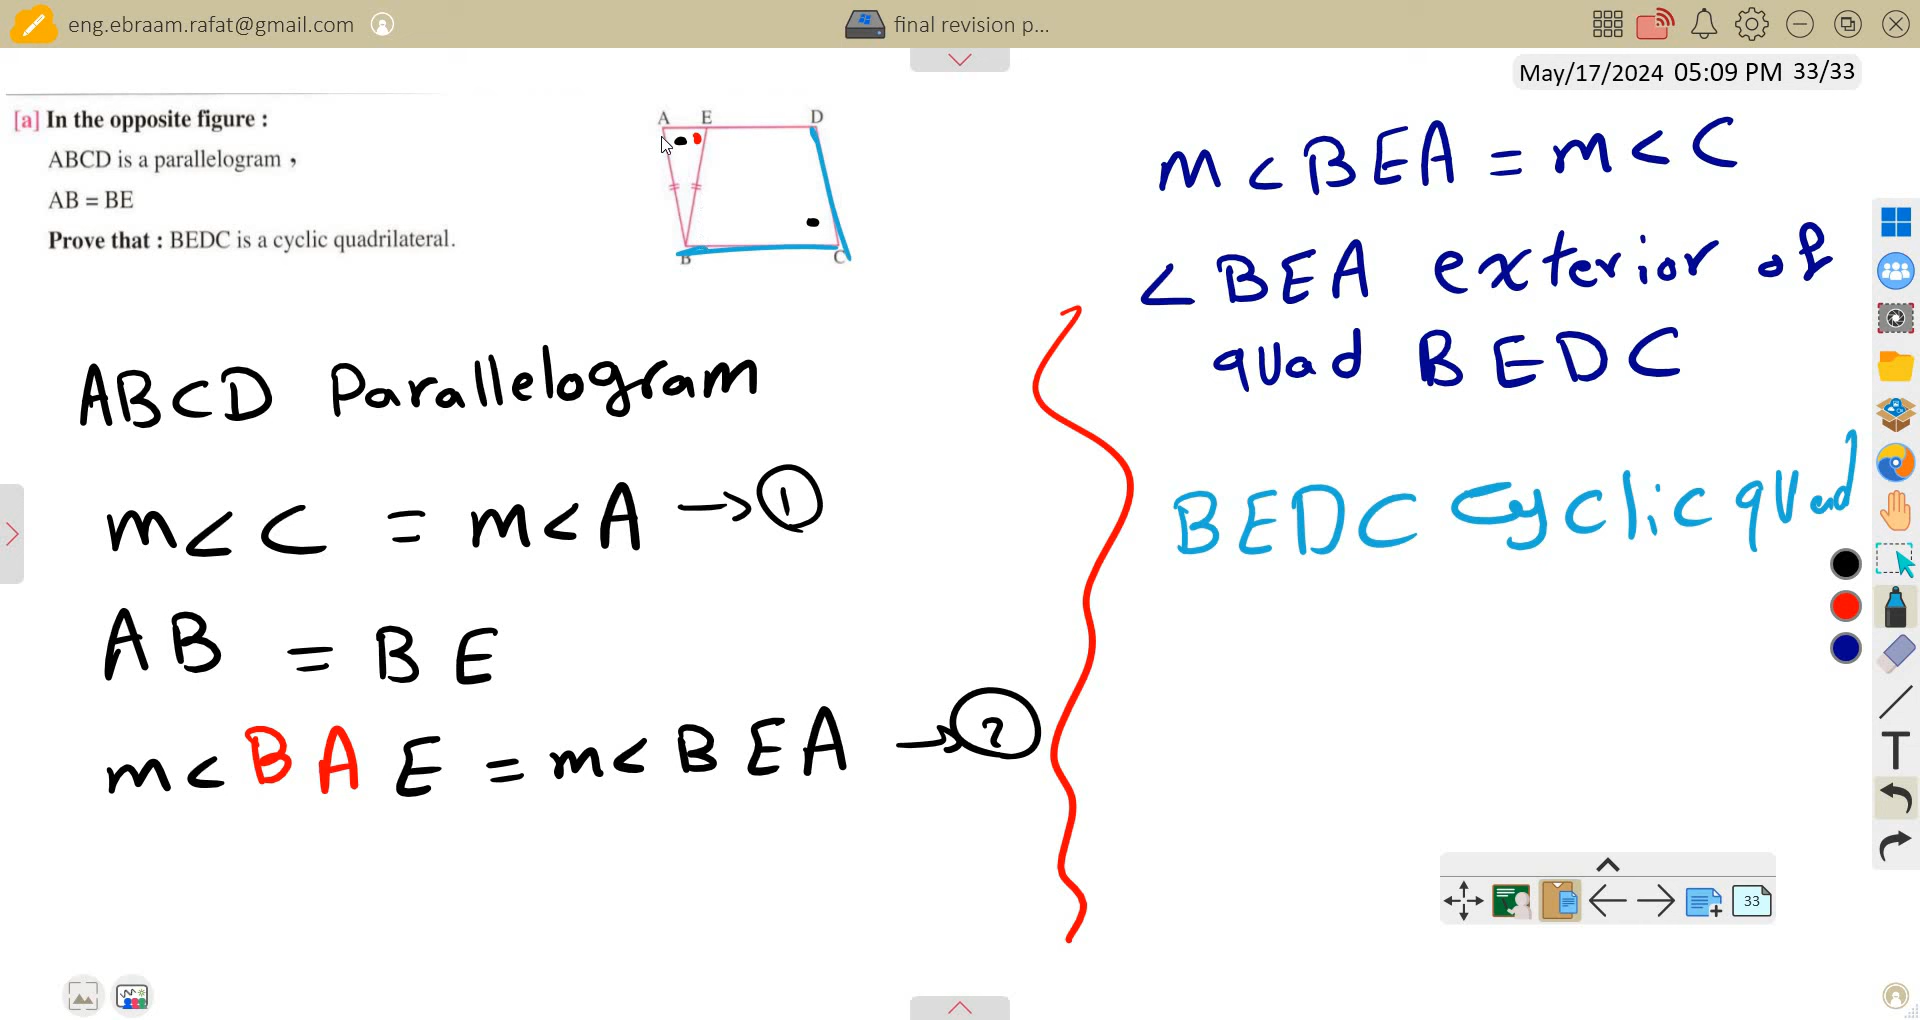 eng.ebraam.rafat@gmail.com
final revision p...
May/17/2024 05:09 PM 33/33
[a] In the opposite figure :
ABCD is a parallelogram ,
AB = BE
Prove that : BEDC is a cyclic quadrilateral.
A E D
B C
ABCD Parallelogram
m < C = m < A → ①
AB = BE
m < BAE = m < BEA → ②
m < BEA = m < C
< BEA exterior of
quad BEDC
BEDC cyclic quad
T
33